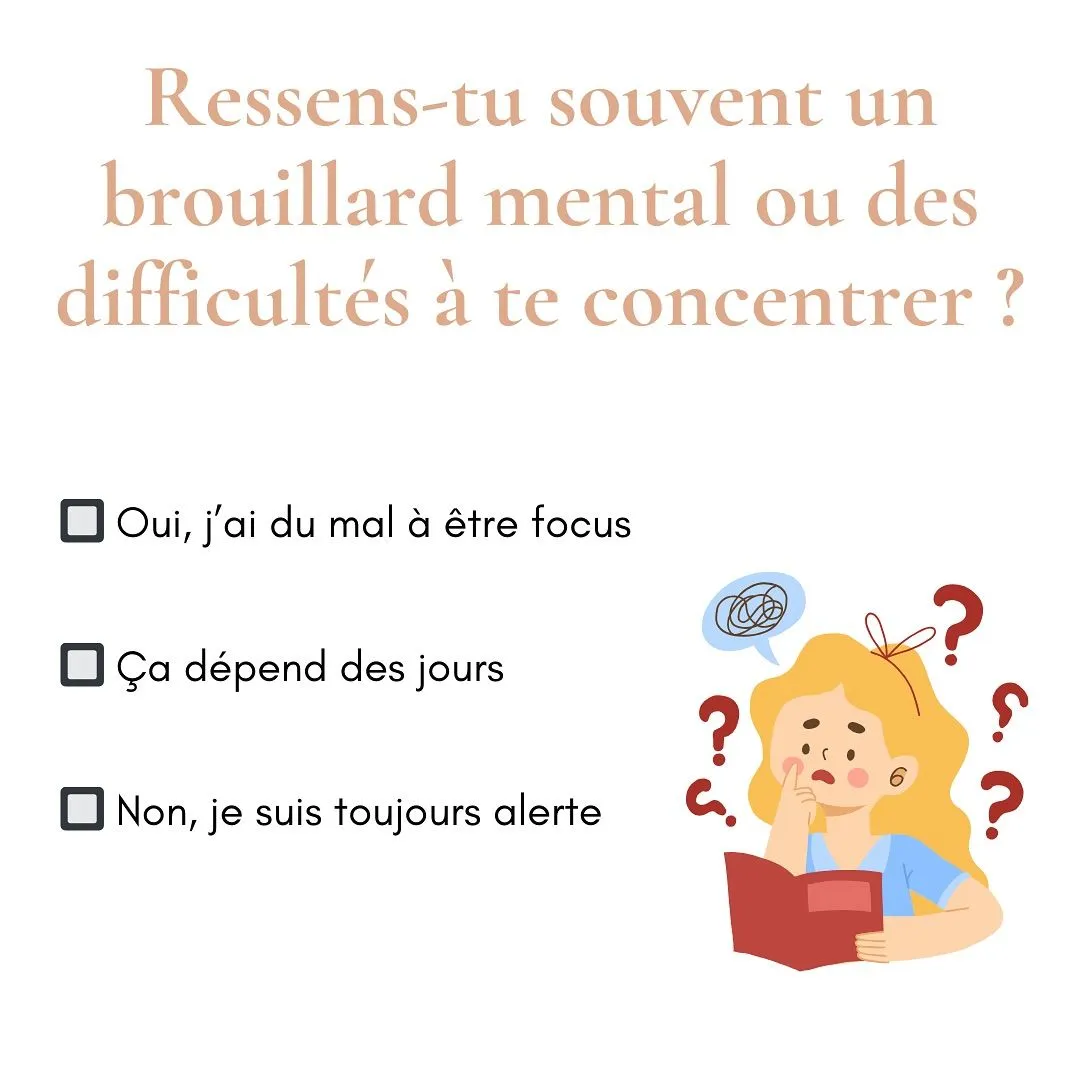 Ressens-tu souvent un
brouillard mental ou des
difficultés à te concentrer ?
Oui, j’ai du mal à être focus
Ça dépend des jours
Non, je suis toujours alerte